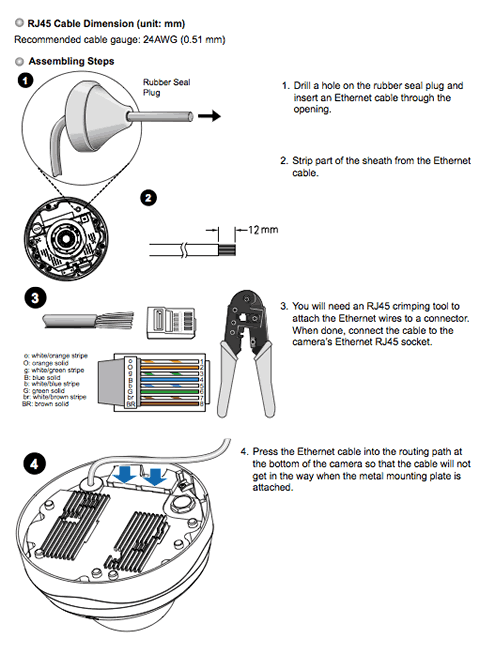 RJ45 Cable Dimension (unit: mm)
Recommended cable gauge: 24AWG (0.51 mm)
Assembling Steps
1
Rubber Seal
Plug
1. Drill a hole on the rubber seal plug and
insert an Ethernet cable through the
opening.
2. Strip part of the sheath from the Ethernet
cable.
2
12mm
3
3. You will need an RJ45 crimping tool to
attach the Ethernet wires to a connector.
When done, connect the cable to the
camera's Ethernet RJ45 socket.
o: white/orange stripe
O: orange solid
g: white/green stripe
B: blue solid
b: white/blue stripe
G: green solid
br: white/brown stripe
BR: brown solid
o 1
O 2
g 3
B 4
b 5
G 6
br 7
BR 8
4
4. Press the Ethernet cable into the routing path at
the bottom of the camera so that the cable will not
get in the way when the metal mounting plate is
attached.